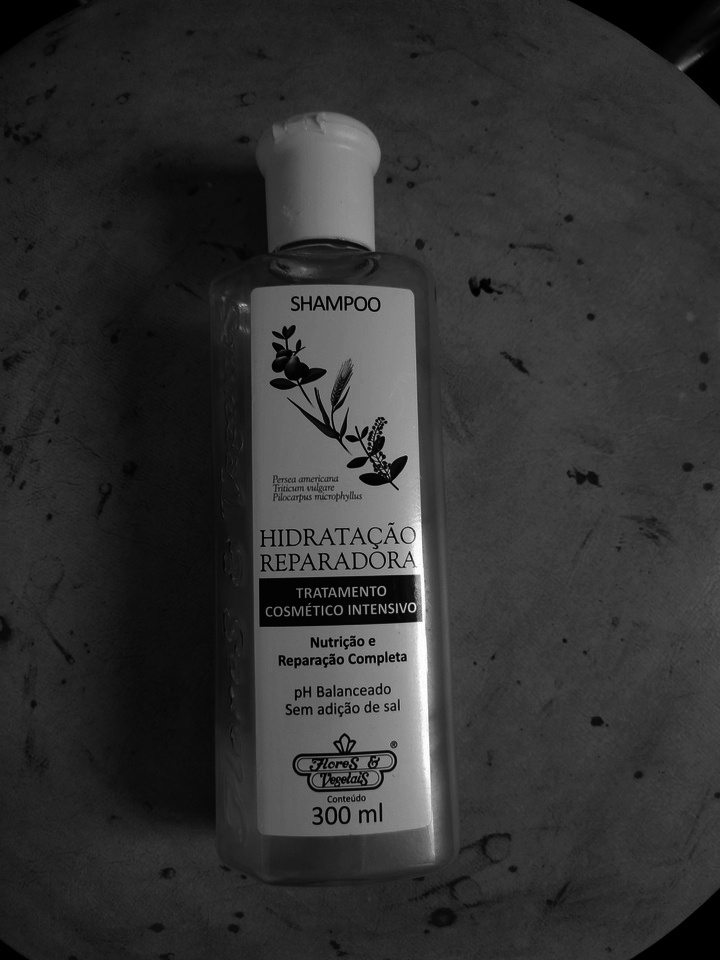 SHAMPOO
Persea americana
Triticum vulgare
Pilocarpus microphyllus
HIDRATAÇÃO
REPARADORA
TRATAMENTO
COSMÉTICO INTENSIVO
Nutrição e
Reparação Completa
pH Balanceado
Sem adição de sal
Flores &
Vegetais
®
Conteúdo
300 ml